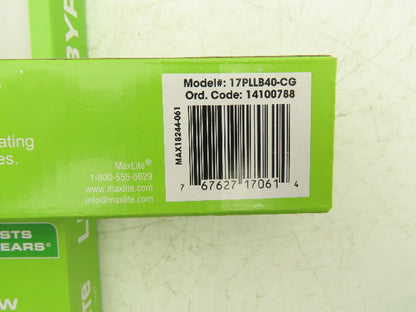 BYP
Model#: 17PLLB40-CG
Ord. Code: 14100788
MAX18244-061
7 67627 17061 4
ating
es.
MaxLite®
1-800-555-5629
www.maxlite.com
info@maxlite.com
STS
EARS®
W